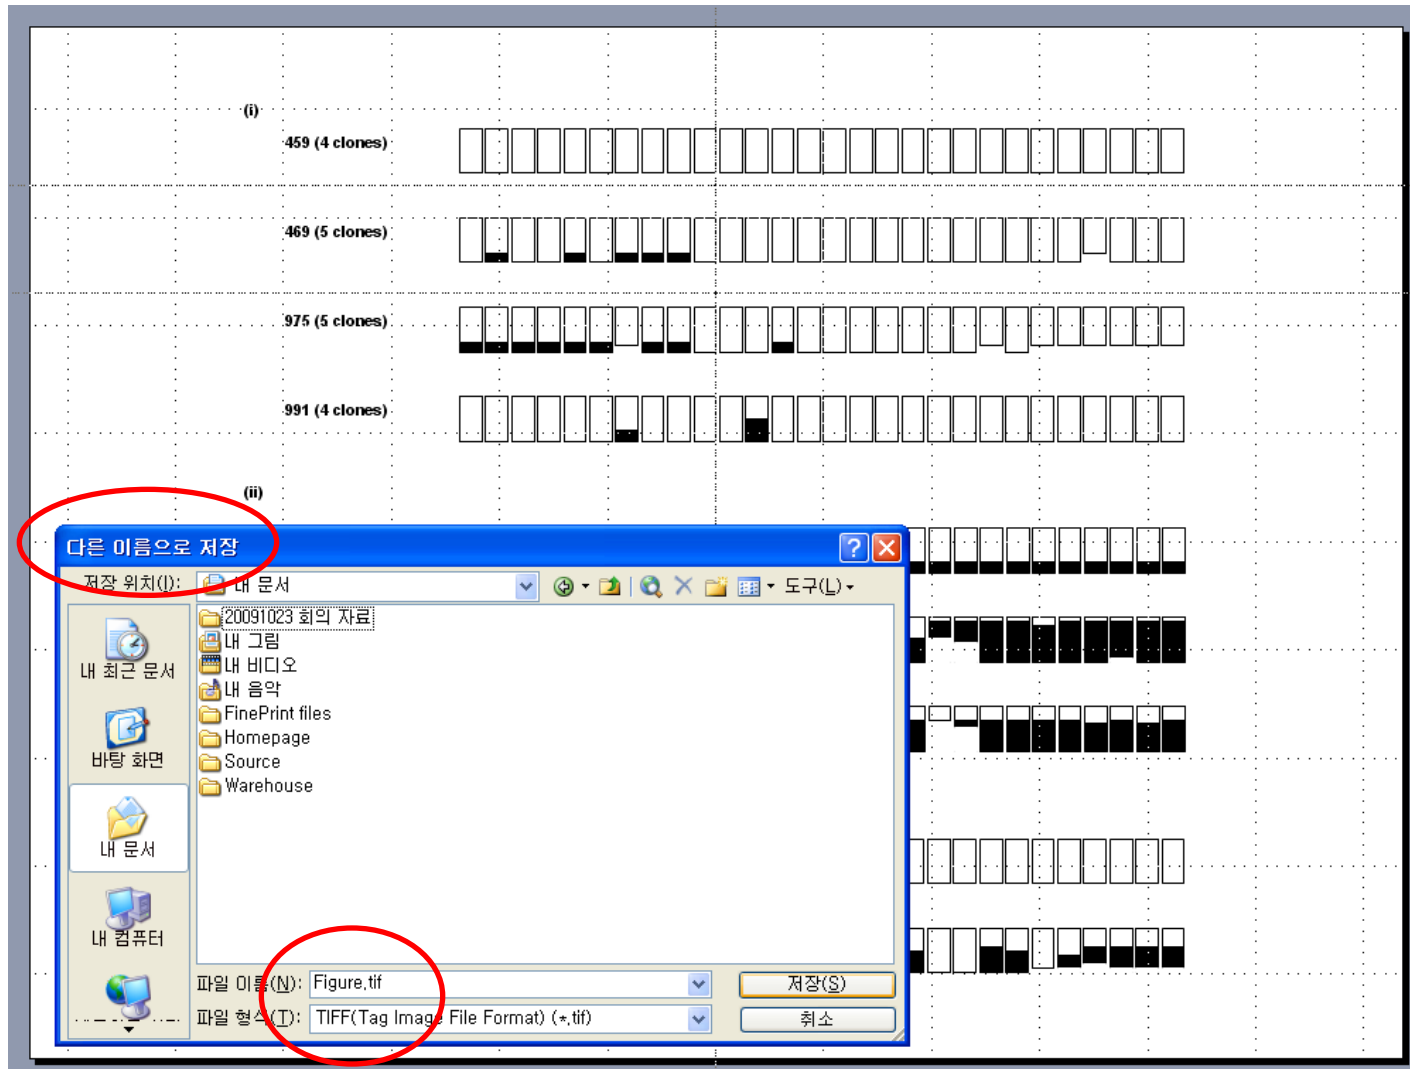 (i)
459 (4 clones)
469 (5 clones)
975 (5 clones)
991 (4 clones)
(ii)
다른 이름으로 저장
저장 위치(I): 내 문서 도구(L)
20091023 회의 자료
내 그림
내 비디오
내 음악
FinePrint files
Homepage
Source
Warehouse
내 최근 문서
바탕 화면
내 문서
내 컴퓨터
파일 이름(N): Figure.tif 저장(S)
파일 형식(T): TIFF(Tag Image File Format) (*.tif) 취소